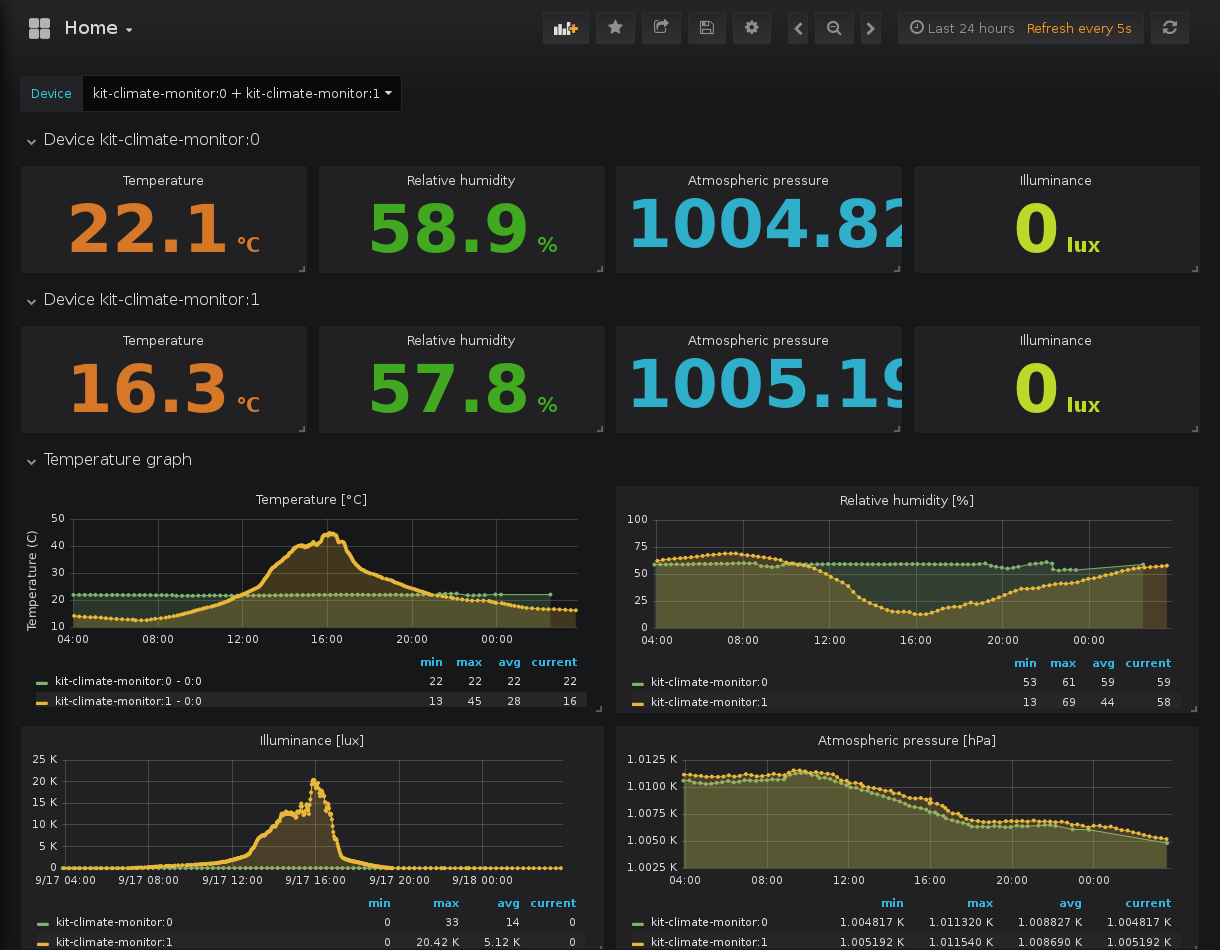 Home
Last 24 hours Refresh every 5s
Device kit-climate-monitor:0 + kit-climate-monitor:1
Device kit-climate-monitor:0
Temperature Relative humidity Atmospheric pressure Illuminance
22.1 °C 58.9 % 1004.82 0 lux
Device kit-climate-monitor:1
Temperature Relative humidity Atmospheric pressure Illuminance
16.3 °C 57.8 % 1005.19 0 lux
Temperature graph
Temperature [°C]
Temperature (C)
50
40
30
20
10
04:00 08:00 12:00 16:00 20:00 00:00
min max avg current
kit-climate-monitor:0 - 0:0 22 22 22 22
kit-climate-monitor:1 - 0:0 13 45 28 16
Relative humidity [%]
100
75
50
25
0
04:00 08:00 12:00 16:00 20:00 00:00
min max avg current
kit-climate-monitor:0 53 61 59 59
kit-climate-monitor:1 13 69 44 58
Illuminance [lux]
25 K
20 K
15 K
10 K
5 K
0
9/17 04:00 9/17 08:00 9/17 12:00 9/17 16:00 9/17 20:00 9/18 00:00
min max avg current
kit-climate-monitor:0 0 33 14 0
kit-climate-monitor:1 0 20.42 K 5.12 K 0
Atmospheric pressure [hPa]
1.0125 K
1.0100 K
1.0075 K
1.0050 K
1.0025 K
04:00 08:00 12:00 16:00 20:00 00:00
min max avg current
kit-climate-monitor:0 1.004817 K 1.011320 K 1.008827 K 1.004817 K
kit-climate-monitor:1 1.005192 K 1.011540 K 1.008690 K 1.005192 K